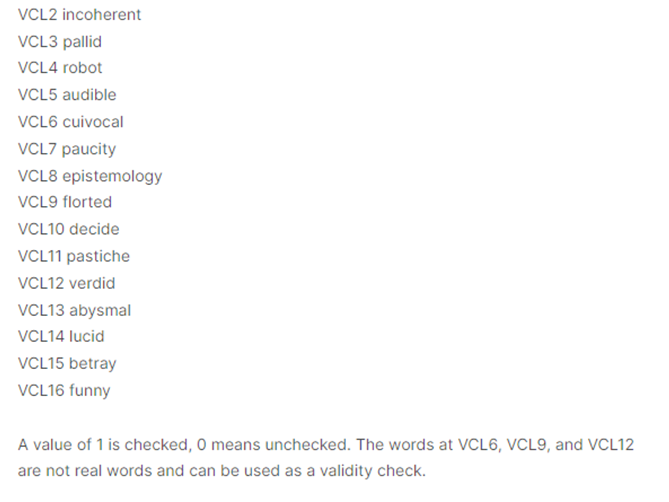 VCL2 incoherent
VCL3 pallid
VCL4 robot
VCL5 audible
VCL6 cuivocal
VCL7 paucity
VCL8 epistemology
VCL9 florted
VCL10 decide
VCL11 pastiche
VCL12 verdid
VCL13 abysmal
VCL14 lucid
VCL15 betray
VCL16 funny
A value of 1 is checked, 0 means unchecked. The words at VCL6, VCL9, and VCL12
are not real words and can be used as a validity check.